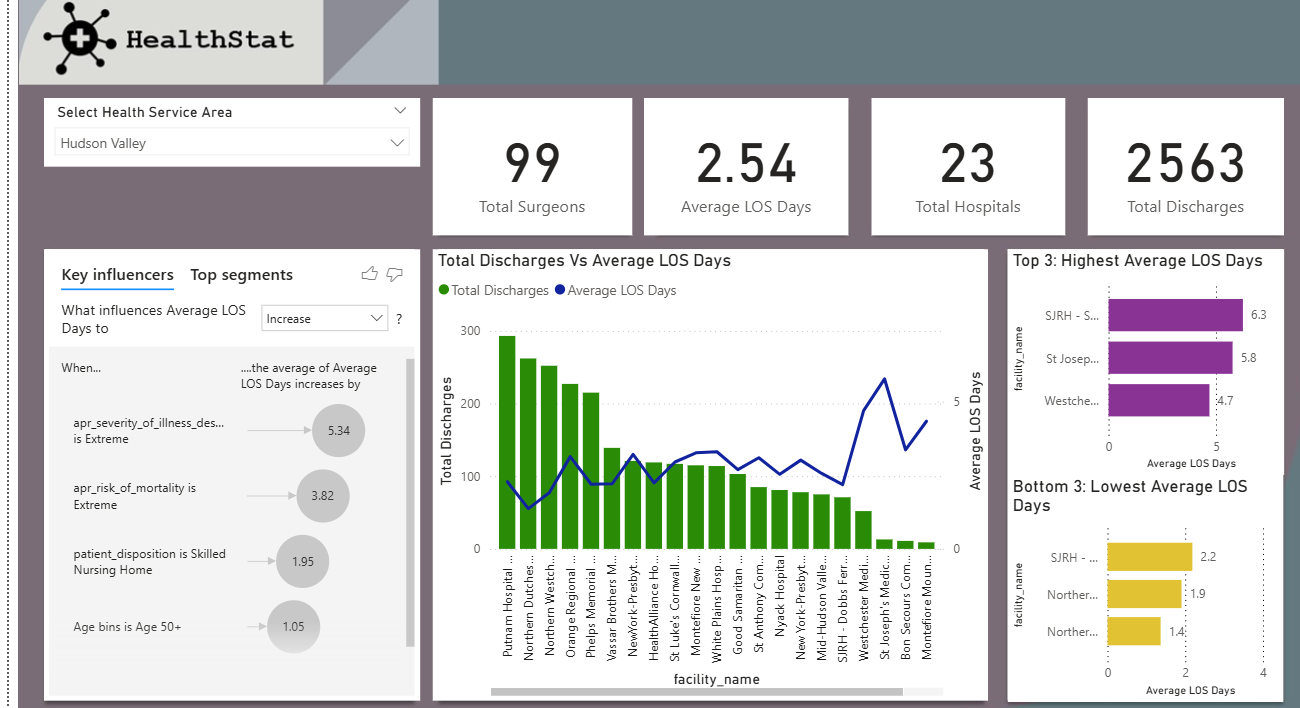 HealthStat
Select Health Service Area
Hudson Valley
99
Total Surgeons
2.54
Average LOS Days
23
Total Hospitals
2563
Total Discharges
Key influencers
Top segments
What influences Average LOS
Days to
Increase
?
When...
....the average of Average
LOS Days increases by
apr_severity_of_illness_des...
is Extreme
5.34
apr_risk_of_mortality is
Extreme
3.82
patient_disposition is Skilled
Nursing Home
1.95
Age bins is Age 50+
1.05
Total Discharges Vs Average LOS Days
Total Discharges
Average LOS Days
Total Discharges
300
200
100
0
Average LOS Days
5
0
Putnam Hospital ...
Northern Dutches...
Northern Westch...
Orange Regional ...
Phelps Memorial ...
Vassar Brothers M...
NewYork-Presbyt...
HealthAlliance Ho...
St Luke's Cornwall...
Montefiore New ...
White Plains Hosp...
Good Samaritan ...
St Anthony Com...
Nyack Hospital
New York-Presbyt...
Mid-Hudson Valle...
SJRH - Dobbs Ferr...
Westchester Medi...
St Joseph's Medic...
Bon Secours Com...
Montefiore Moun...
facility_name
Top 3: Highest Average LOS Days
facility_name
SJRH - S...
6.3
St Josep...
5.8
Westche...
4.7
0
5
Average LOS Days
Bottom 3: Lowest Average LOS
Days
facility_name
SJRH - ...
2.2
Norther...
1.9
Norther...
1.4
0
2
4
Average LOS Days